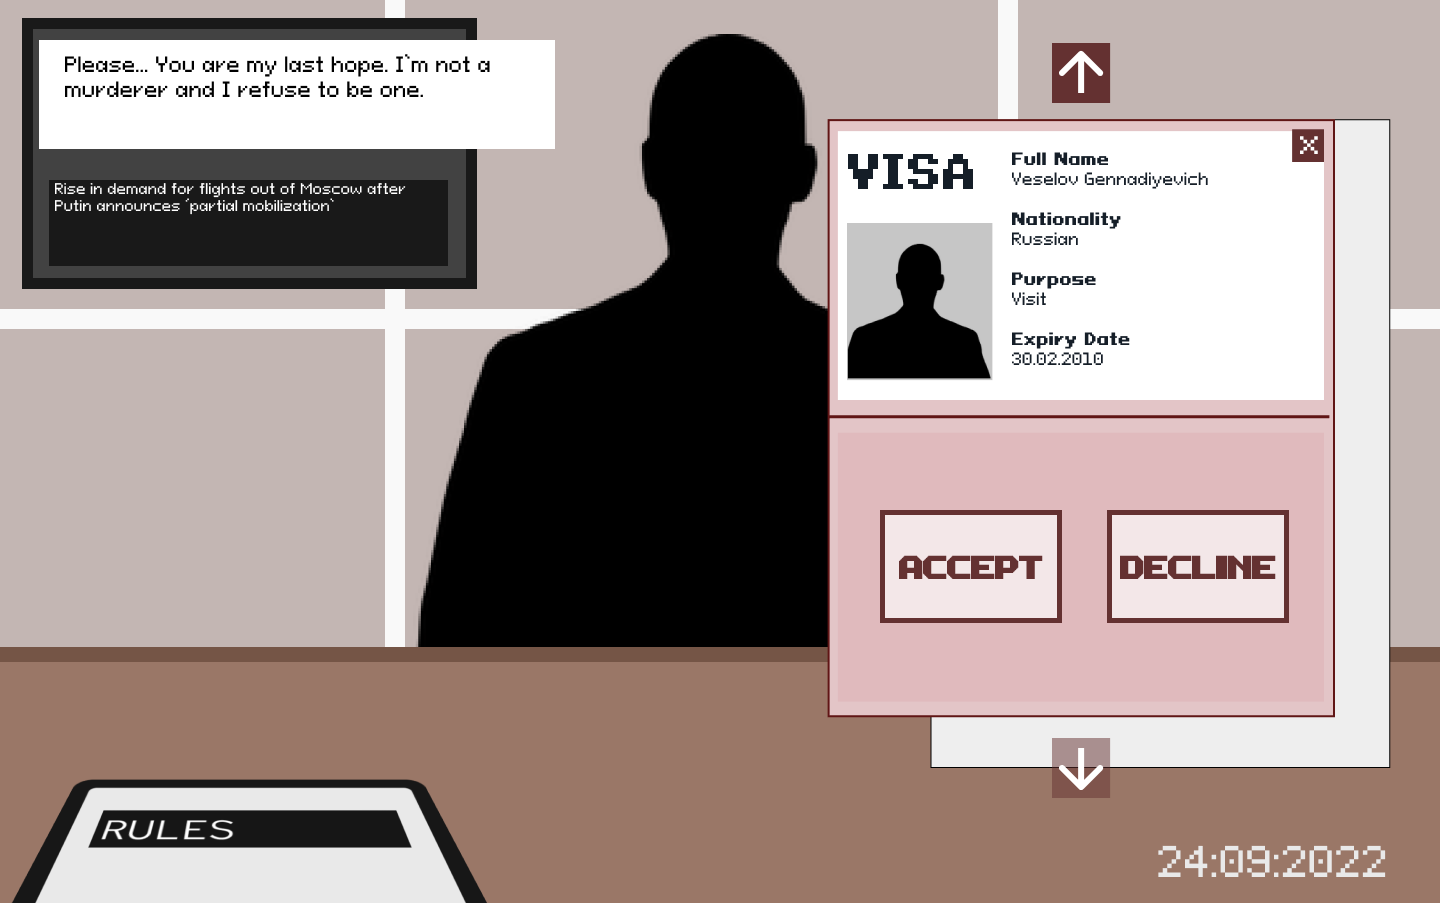 Please... You are my last hope. I`m not a
murderer and I refuse to be one.
Rise in demand for flights out of Moscow after
Putin announces ´partial mobilization`
VISA
Full Name
Veselov Gennadiyevich
Nationality
Russian
Purpose
Visit
Expiry Date
30.02.2010
ACCEPT
DECLINE
RULES
24:09:2022